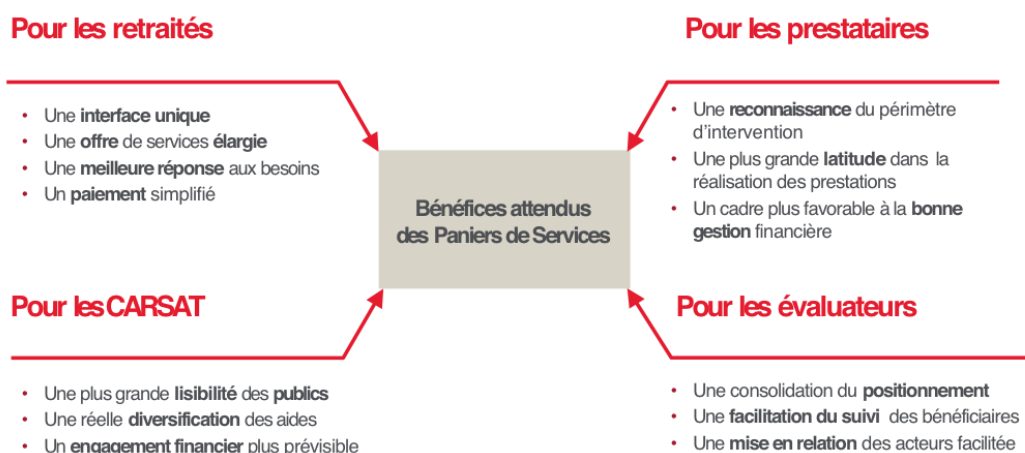 Pour les retraités
• Une interface unique
• Une offre de services élargie
• Une meilleure réponse aux besoins
• Un paiement simplifié
Pour les prestataires
• Une reconnaissance du périmètre
d'intervention
• Une plus grande latitude dans la
réalisation des prestations
• Un cadre plus favorable à la bonne
gestion financière
Bénéfices attendus
des Paniers de Services
Pour les CARSAT
• Une plus grande lisibilité des publics
• Une réelle diversification des aides
• Un engagement financier plus prévisible
Pour les évaluateurs
• Une consolidation du positionnement
• Une facilitation du suivi des bénéficiaires
• Une mise en relation des acteurs facilitée